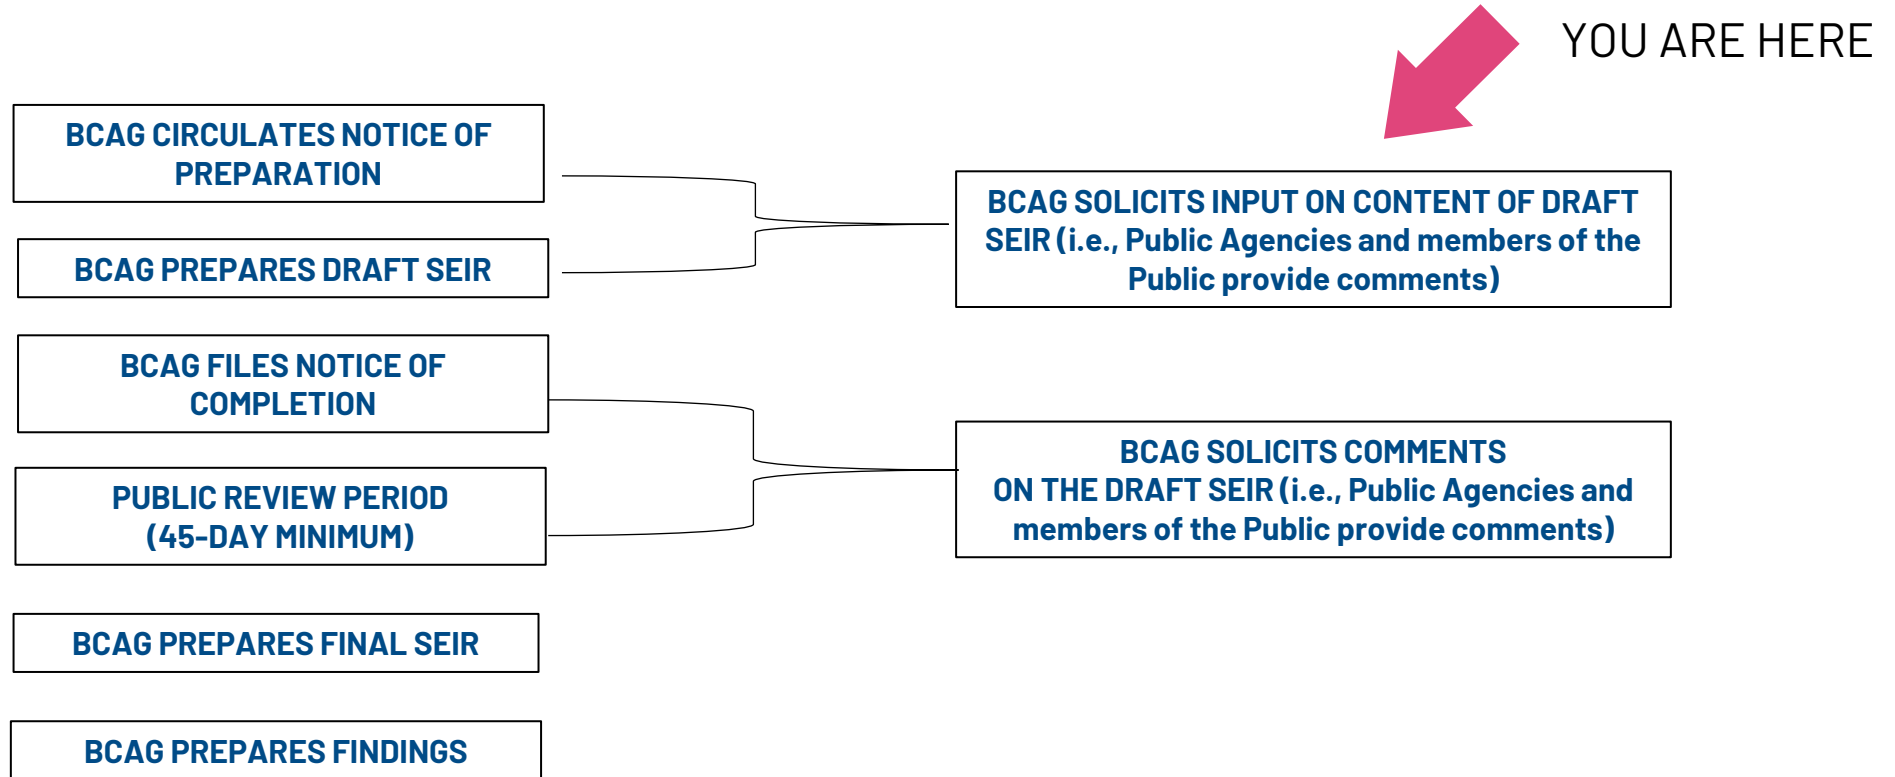 YOU ARE HERE
BCAG CIRCULATES NOTICE OF
PREPARATION
BCAG PREPARES DRAFT SEIR
BCAG SOLICITS INPUT ON CONTENT OF DRAFT
SEIR (i.e., Public Agencies and members of the
Public provide comments)
BCAG FILES NOTICE OF
COMPLETION
PUBLIC REVIEW PERIOD
(45-DAY MINIMUM)
BCAG SOLICITS COMMENTS
ON THE DRAFT SEIR (i.e., Public Agencies and
members of the Public provide comments)
BCAG PREPARES FINAL SEIR
BCAG PREPARES FINDINGS